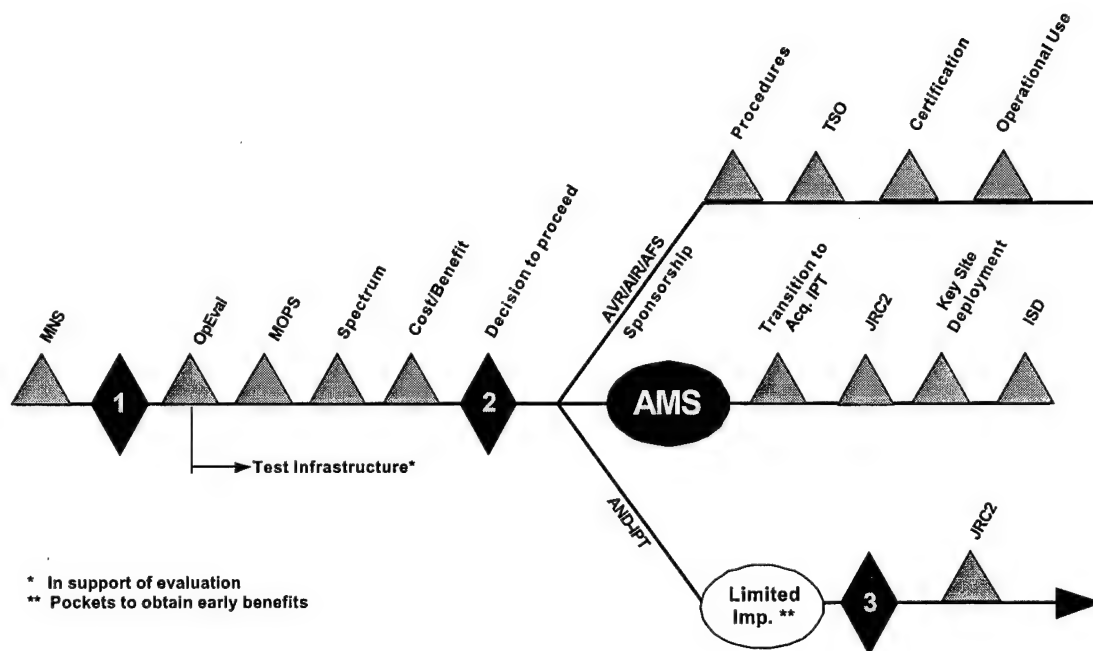 Procedures
TSO
Certification
Operational Use
AVR/AIR/AFS
Sponsorship
MNS
OpEval
MOPS
Spectrum
Cost/Benefit
Decision to proceed
Transition to
Acq. IPT
JRC2
Key Site
Deployment
ISD
1
2
AMS
Test Infrastructure*
AND-IPT
JRC2
Limited
Imp. **
3
* In support of evaluation
** Pockets to obtain early benefits